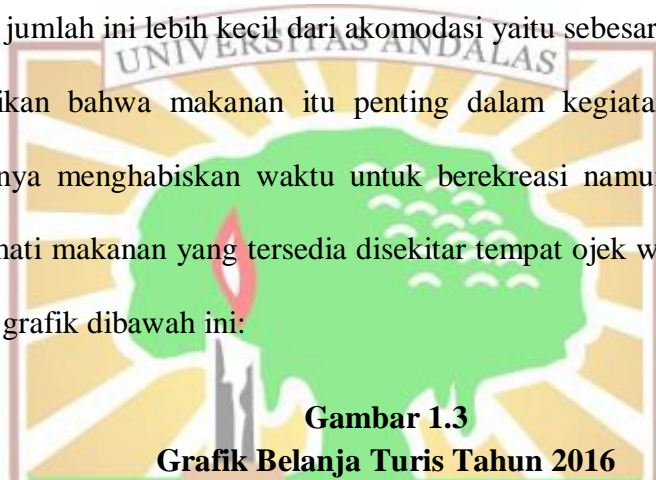 jumlah ini lebih kecil dari akomodasi yaitu sebesar
UNIVERSITAS ANDALAS
ikan bahwa makanan itu penting dalam kegiata
nya menghabiskan waktu untuk berekreasi namu
nati makanan yang tersedia disekitar tempat ojek w
grafik dibawah ini:
Gambar 1.3
Grafik Belanja Turis Tahun 2016